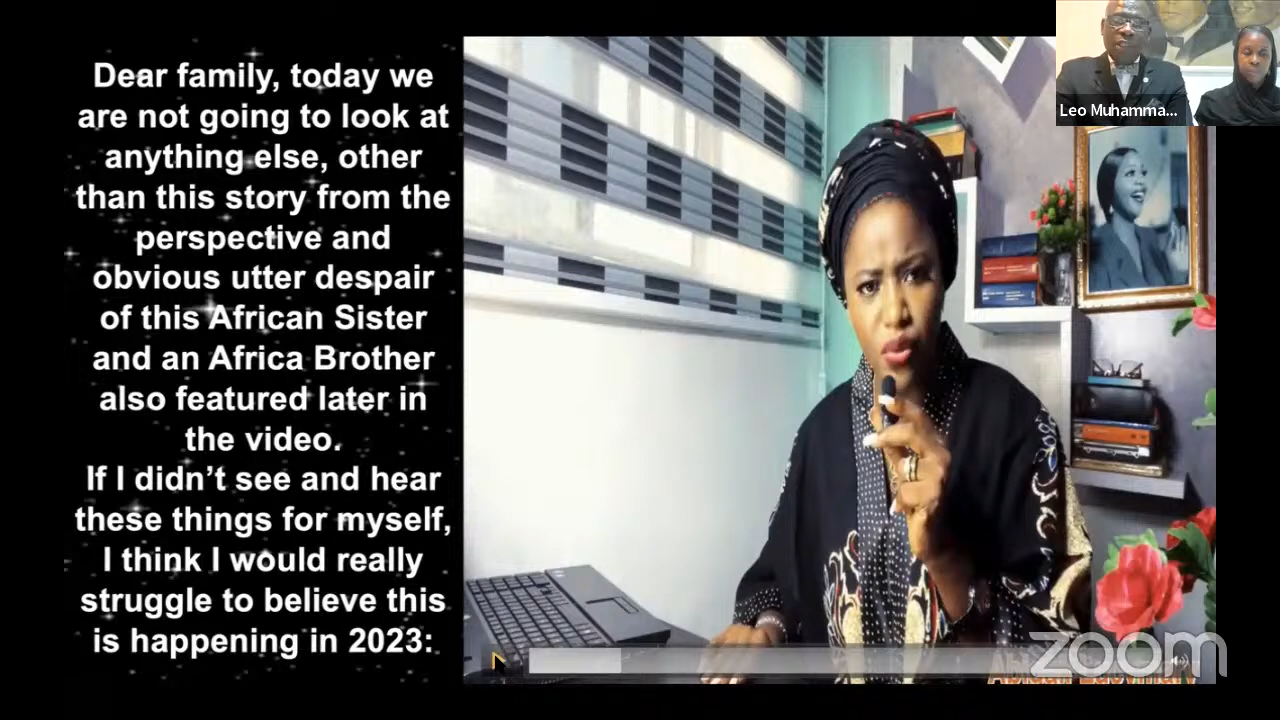 Dear family, today we
are not going to look at
anything else, other
than this story from the
perspective and
obvious utter despair
of this African Sister
and an Africa Brother
also featured later in
the video.
If I didn't see and hear
these things for myself,
I think I would really
struggle to believe this
is happening in 2023:
Leo Muhamma...
zoom